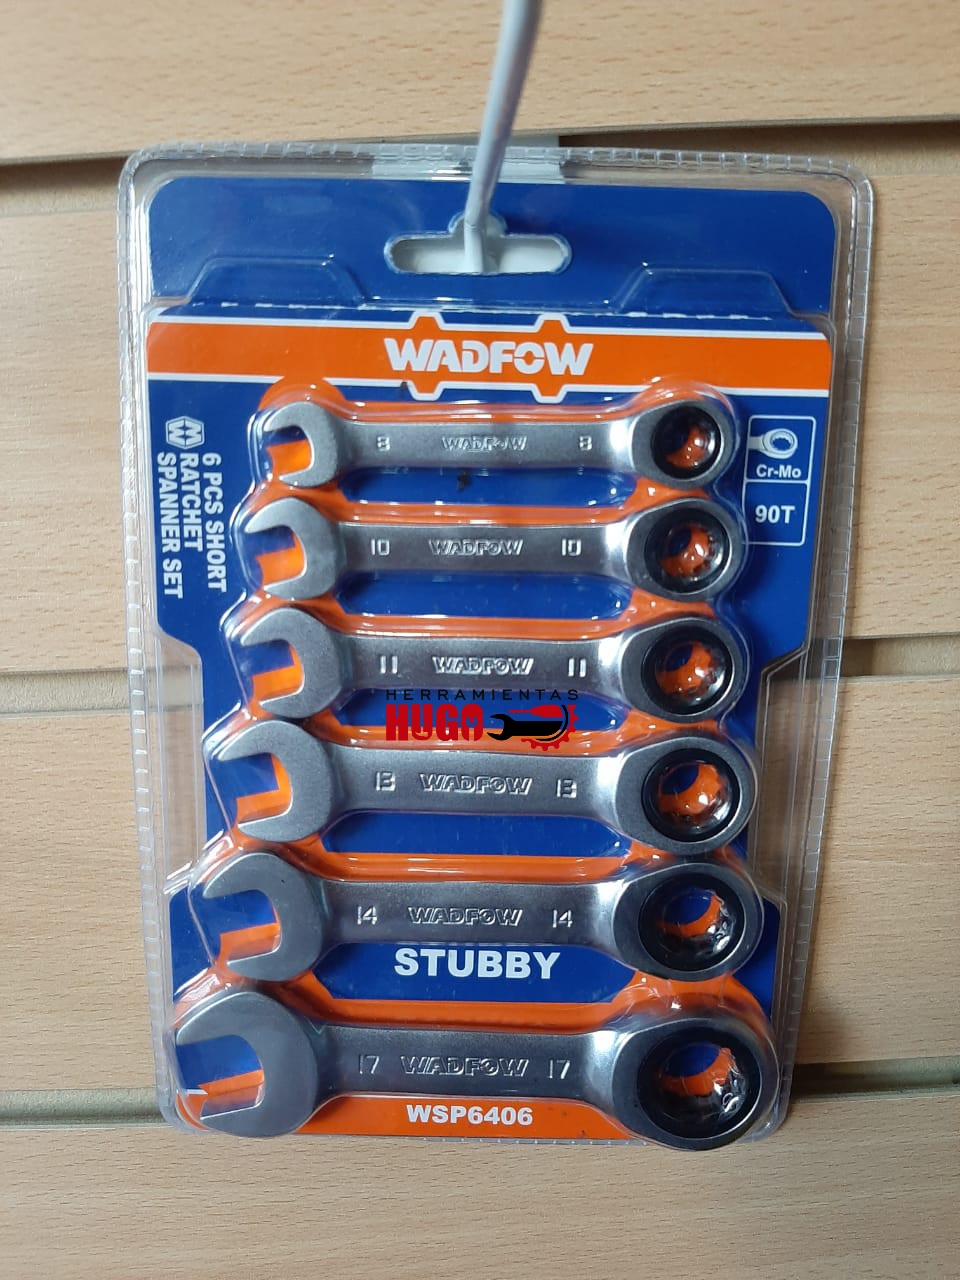 WADFOW
6 PCS SHORT
RATCHET
SPANNER SET
Cr-Mo
90T
8 WADFOW 8
10 WADFOW 10
11 WADFOW 11
HERRAMIENTAS
HUGO
13 WADFOW 13
14 WADFOW 14
STUBBY
17 WADFOW 17
WSP6406